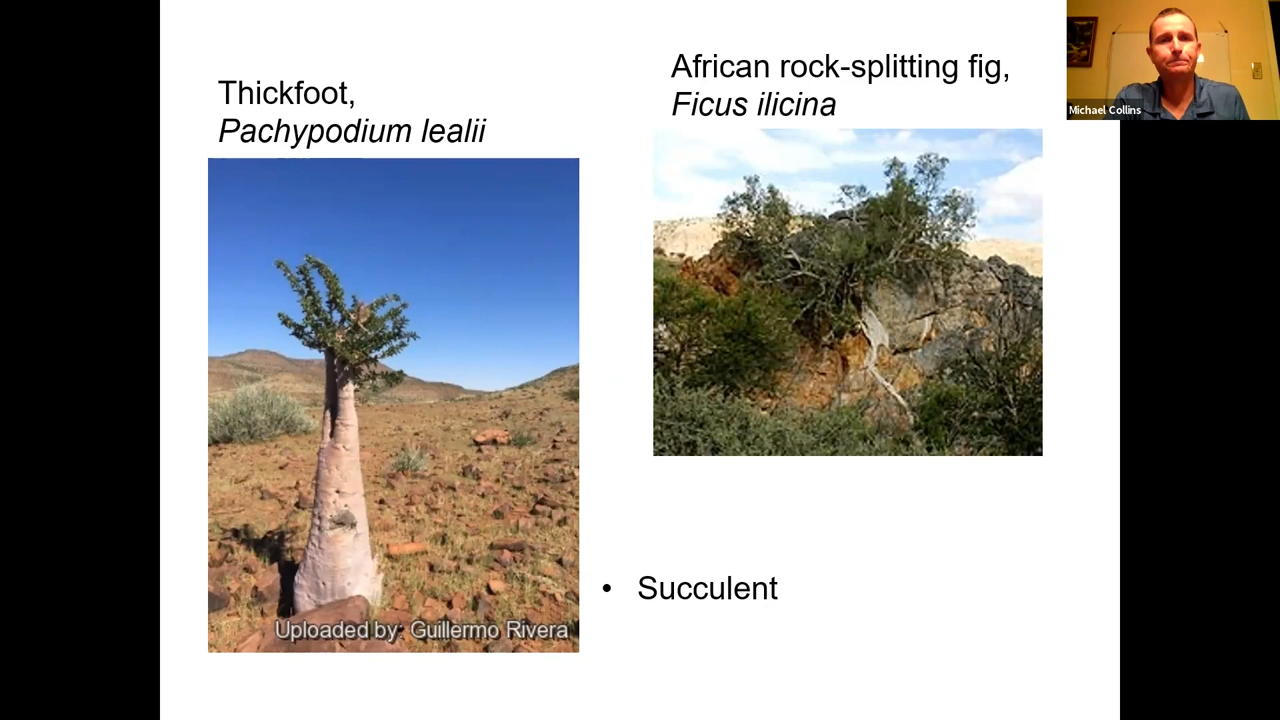 Thickfoot,
Pachypodium lealii
African rock-splitting fig,
Ficus ilicina
Michael Collins
Uploaded by: Guillermo Rivera
• Succulent